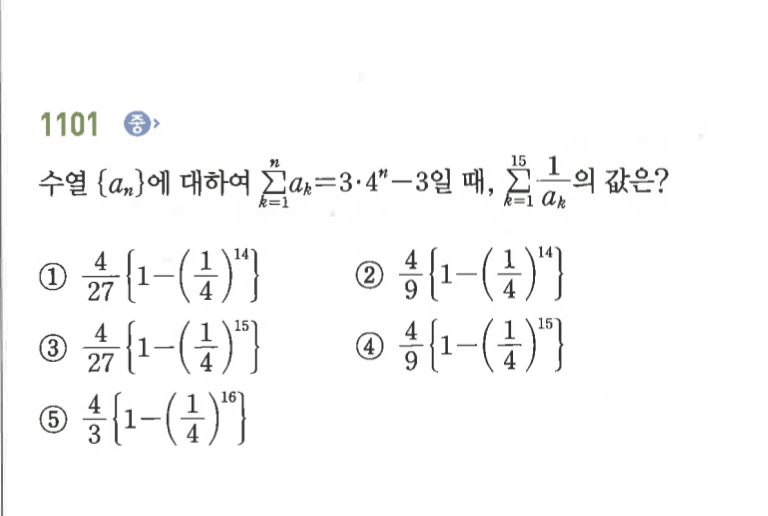 1101 중>
수열 {aₙ}에 대하여 $\sum_{k=1}^{n} a_k = 3 \cdot 4^n - 3$일 때, $\sum_{k=1}^{15} \frac{1}{a_k}$의 값은?
① $\frac{4}{27}\left\{1-\left(\frac{1}{4}\right)^{14}\right\}$ ② $\frac{4}{9}\left\{1-\left(\frac{1}{4}\right)^{14}\right\}$
③ $\frac{4}{27}\left\{1-\left(\frac{1}{4}\right)^{15}\right\}$ ④ $\frac{4}{9}\left\{1-\left(\frac{1}{4}\right)^{15}\right\}$
⑤ $\frac{4}{3}\left\{1-\left(\frac{1}{4}\right)^{16}\right\}$